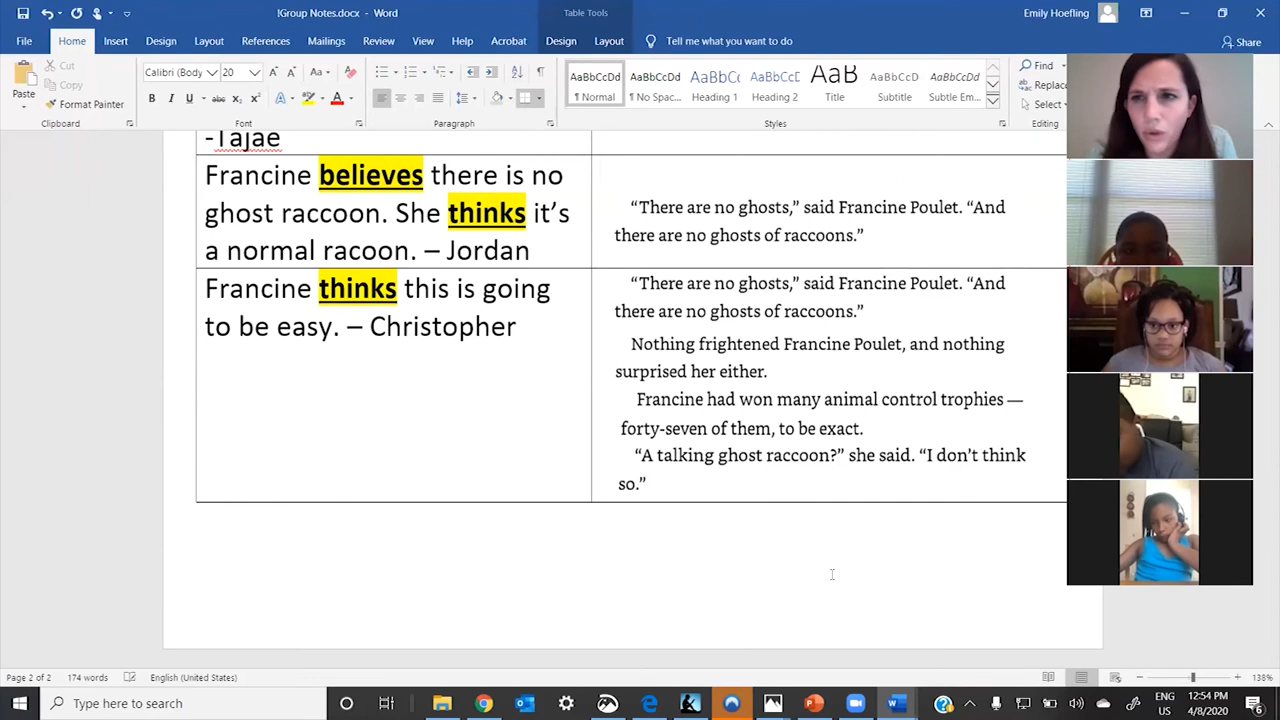 IGroup Notes.docx - Word
Table Tools
Emily Hoefling
File Home Insert Design Layout References Mailings Review View Help Acrobat Design Layout Tell me what you want to do Share
Cut
Copy
Format Painter
Paste
Clipboard
Calibri (Body 20
Font
Paragraph
AaBbCcDd AaBbCcDd AaBbCc AaBbCcD AaB AaBbCcD AaBbCcDd
¶ Normal ¶ No Spac... Heading 1 Heading 2 Title Subtitle Subtle Em...
Styles
Find
Replace
Select
Editing
-Tajae
Francine believes there is no
ghost raccoon. She thinks it’s
a normal racoon. – Jordan
“There are no ghosts,” said Francine Poulet. “And
there are no ghosts of raccoons.”
Francine thinks this is going
to be easy. – Christopher
“There are no ghosts,” said Francine Poulet. “And
there are no ghosts of raccoons.”
Nothing frightened Francine Poulet, and nothing
surprised her either.
Francine had won many animal control trophies —
forty-seven of them, to be exact.
“A talking ghost raccoon?” she said. “I don’t think
so.”
Page 2 of 2 174 words English (United States) 138%
Type here to search
ENG
US
12:54 PM
4/8/2020
6